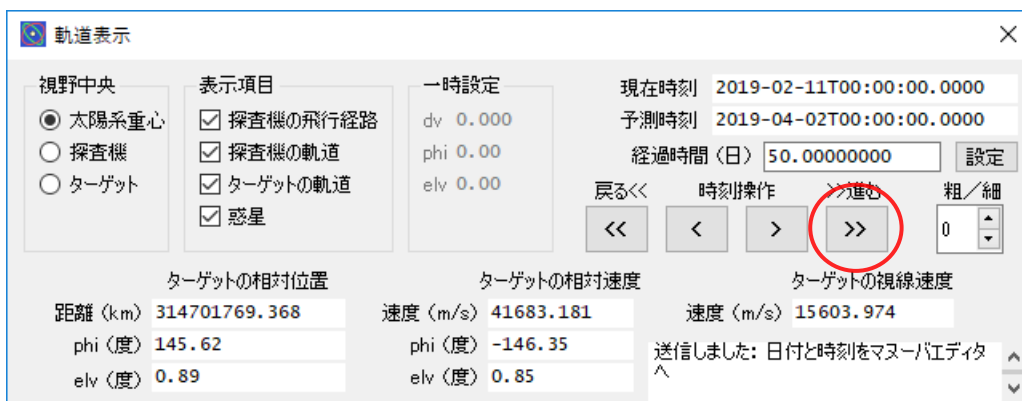 軌道表示
視野中央 表示項目 一時設定 現在時刻 2019-02-11T00:00:00.0000
太陽系重心 探査機の飛行経路 dv 0.000 予測時刻 2019-04-02T00:00:00.0000
探査機 探査機の軌道 phi 0.00 経過時間(日) 50.00000000 設定
ターゲット ターゲットの軌道 elv 0.00 戻る<< 時刻操作 >>進む 粗/細
惑星 << < > >> 0
ターゲットの相対位置 ターゲットの相対速度 ターゲットの視線速度
距離(km) 314701769.368 速度(m/s) 41683.181 速度(m/s) 15603.974
phi(度) 145.62 phi(度) -146.35 送信しました: 日付と時刻をマヌーバエディタ
elv(度) 0.89 elv(度) 0.85 へ